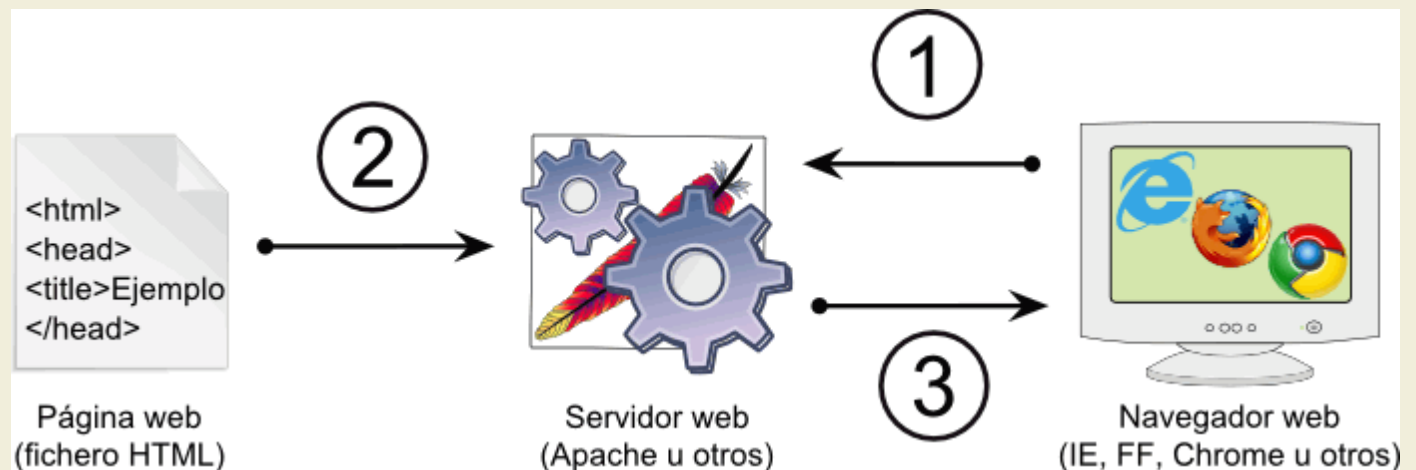 1
2
<html>
<head>
<title>Ejemplo
</head>
3
Página web
(fichero HTML)
Servidor web
(Apache u otros)
Navegador web
(IE, FF, Chrome u otros)